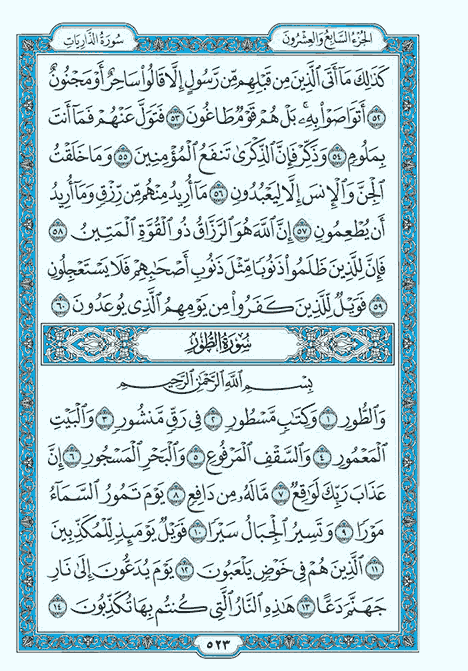 الجزء السابع والعشرون
سورة الذاريات
كَذَٰلِكَ مَآ أَتَى ٱلَّذِينَ مِن قَبْلِهِم مِّن رَّسُولٍ إِلَّا قَالُوا۟ سَاحِرٌ أَوْ مَجْنُونٌ
٥٢ أَتَوَاصَوْا۟ بِهِۦ ۚ بَلْ هُمْ قَوْمٌ طَاغُونَ ٥٣ فَتَوَلَّ عَنْهُمْ فَمَآ أَنتَ
بِمَلُومٍ ٥٤ وَذَكِّرْ فَإِنَّ ٱلذِّكْرَىٰ تَنفَعُ ٱلْمُؤْمِنِينَ ٥٥ وَمَا خَلَقْتُ
ٱلْجِنَّ وَٱلْإِنسَ إِلَّا لِيَعْبُدُونِ ٥٦ مَآ أُرِيدُ مِنْهُم مِّن رِّزْقٍ وَمَآ أُرِيدُ
أَن يُطْعِمُونِ ٥٧ إِنَّ ٱللَّهَ هُوَ ٱلرَّزَّاقُ ذُو ٱلْقُوَّةِ ٱلْمَتِينُ ٥٨
فَإِنَّ لِلَّذِينَ ظَلَمُوا۟ ذَنُوبًا مِّثْلَ ذَنُوبِ أَصْحَٰبِهِمْ فَلَا يَسْتَعْجِلُونِ
٥٩ فَوَيْلٌ لِّلَّذِينَ كَفَرُوا۟ مِن يَوْمِهِمُ ٱلَّذِى يُوعَدُونَ ٦٠
سُورَةُ الطُّورِ
بِسْمِ ٱللَّهِ ٱلرَّحْمَٰنِ ٱلرَّحِيمِ
وَٱلطُّورِ ١ وَكِتَٰبٍ مَّسْطُورٍ ٢ فِى رَقٍّ مَّنشُورٍ ٣ وَٱلْبَيْتِ
ٱلْمَعْمُورِ ٤ وَٱلسَّقْفِ ٱلْمَرْفُوعِ ٥ وَٱلْبَحْرِ ٱلْمَسْجُورِ ٦ إِنَّ
عَذَابَ رَبِّكَ لَوَٰقِعٌ ٧ مَّا لَهُۥ مِن دَافِعٍ ٨ يَوْمَ تَمُورُ ٱلسَّمَآءُ
مَوْرًا ٩ وَتَسِيرُ ٱلْجِبَالُ سَيْرًا ١٠ فَوَيْلٌ يَوْمَئِذٍ لِّلْمُكَذِّبِينَ
١١ ٱلَّذِينَ هُمْ فِى خَوْضٍ يَلْعَبُونَ ١٢ يَوْمَ يُدَعُّونَ إِلَىٰ نَارِ
جَهَنَّمَ دَعًّا ١٣ هَٰذِهِ ٱلنَّارُ ٱلَّتِى كُنتُم بِهَا تُكَذِّبُونَ ١٤
٥٢٣